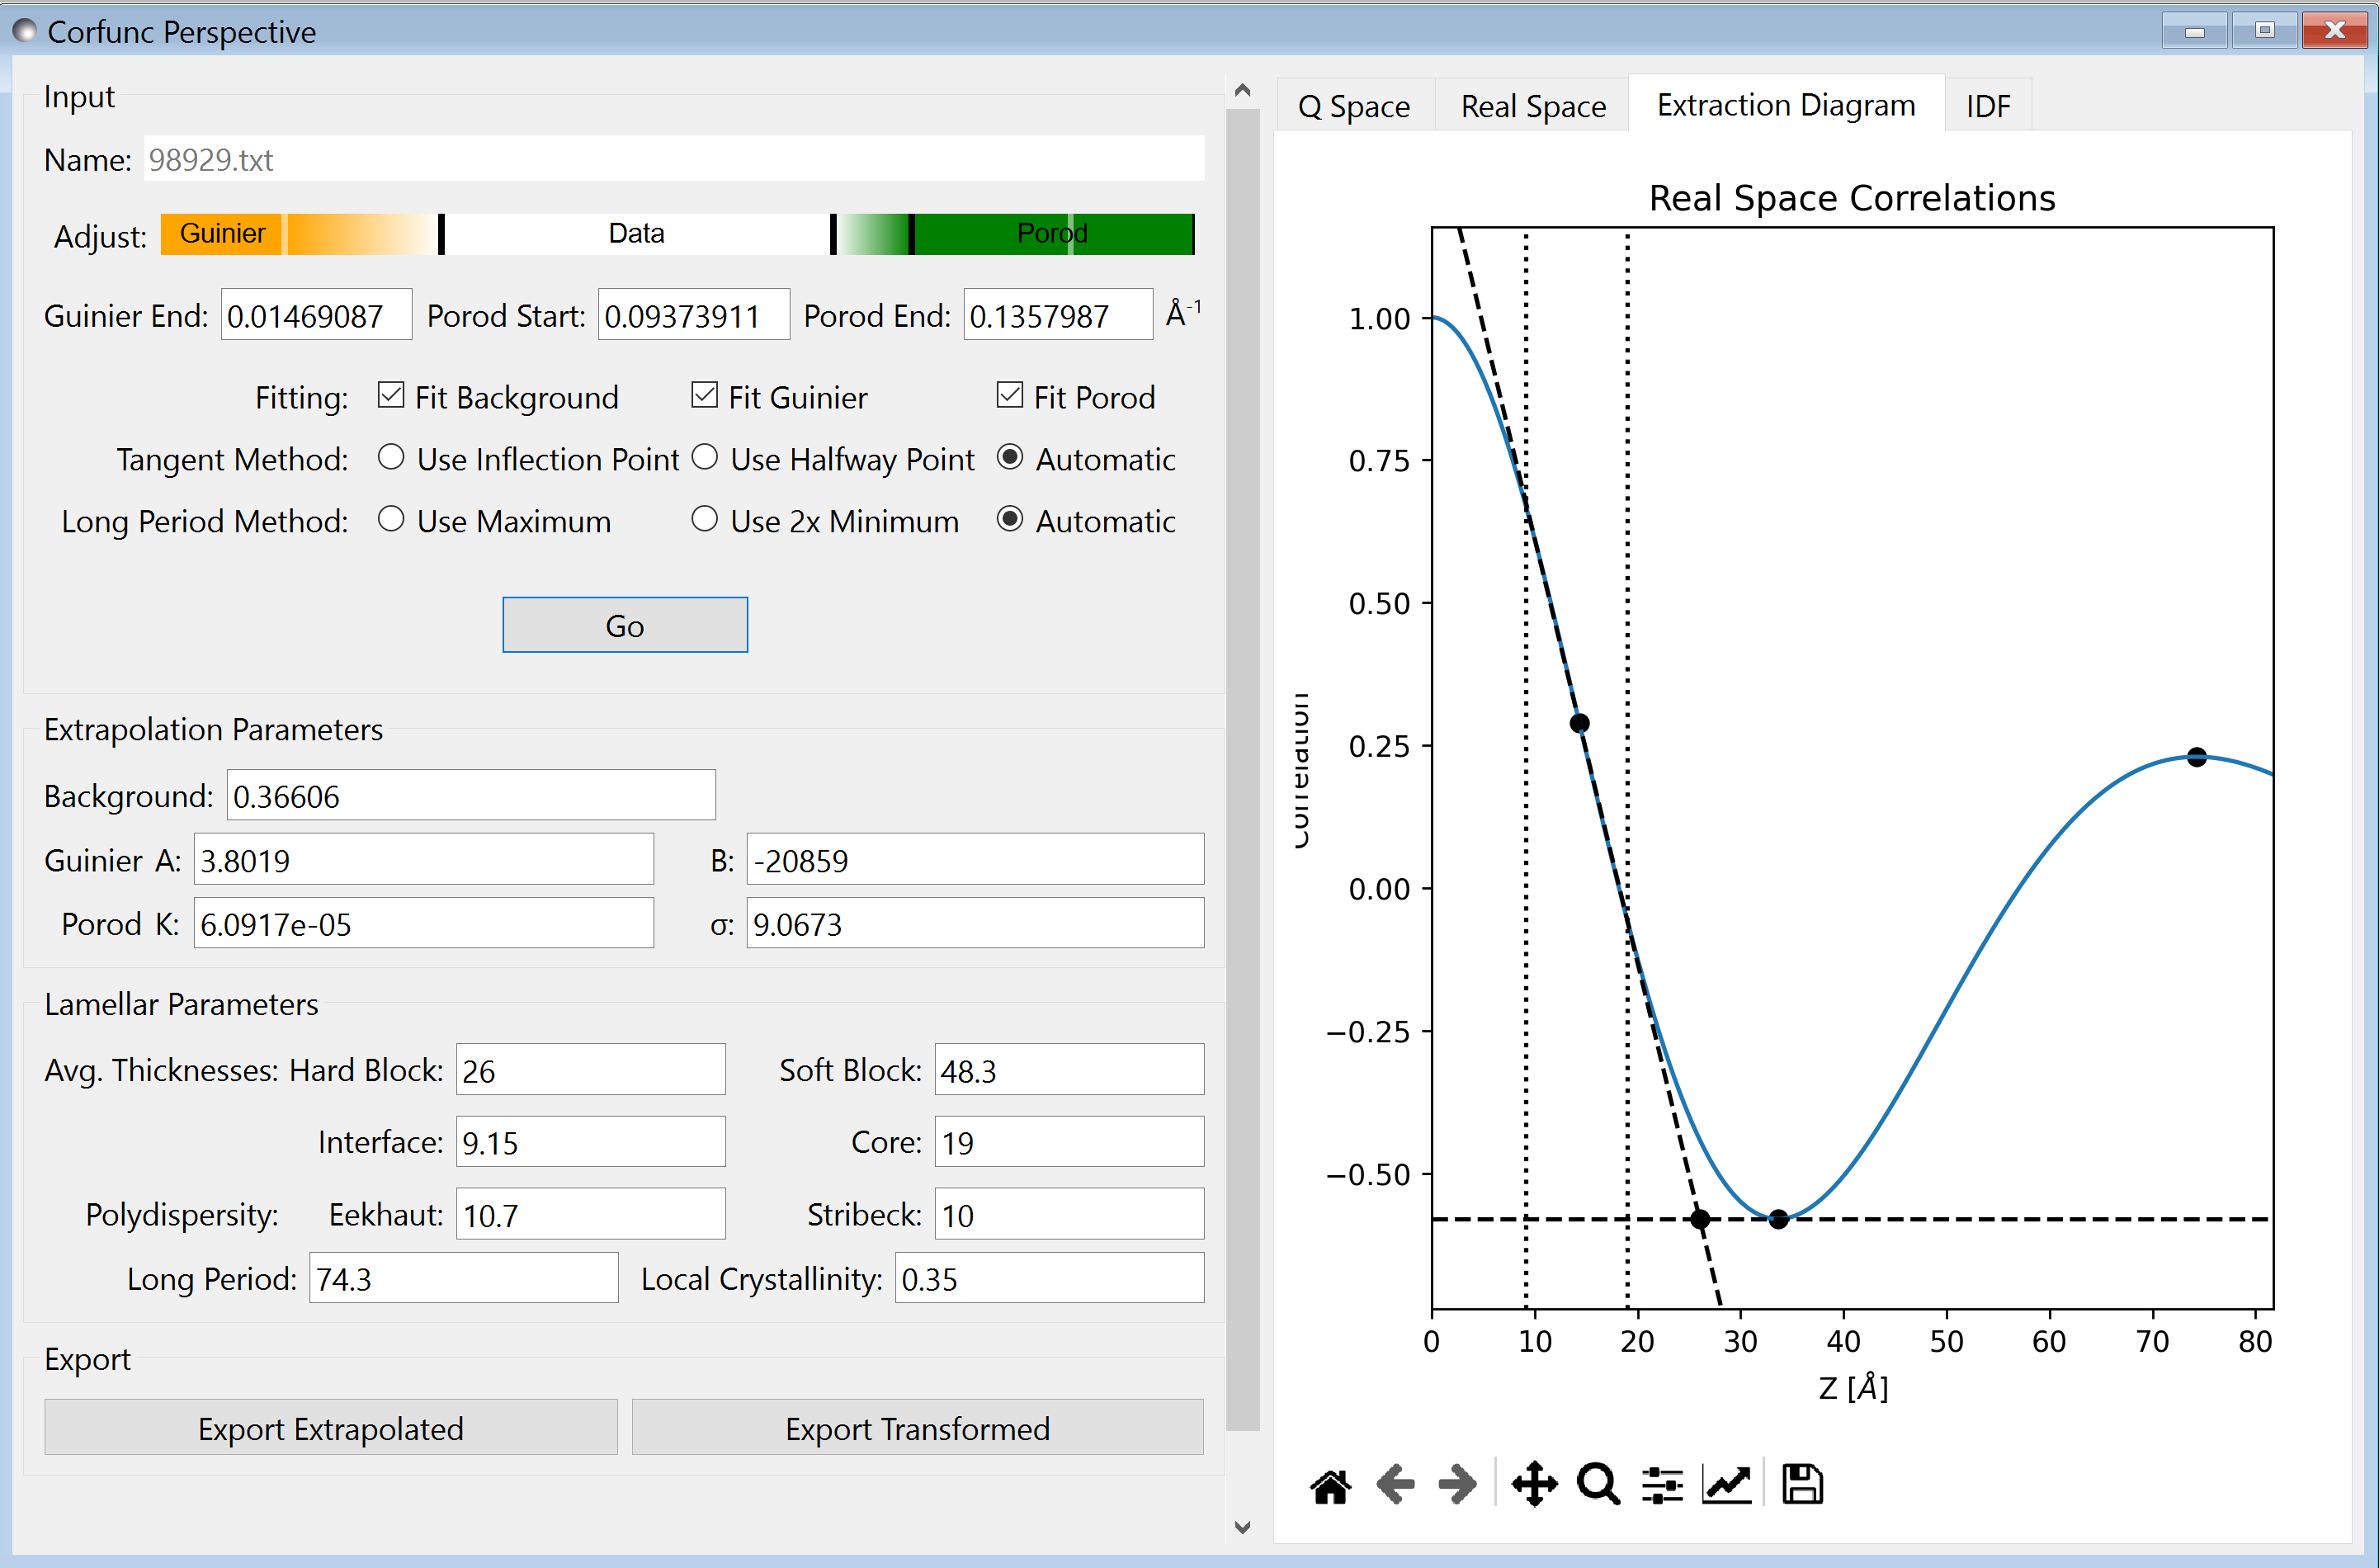 Corfunc Perspective
Input
Name: 98929.txt
Adjust: Guinier Data Porod
Guinier End: 0.01469087 Porod Start: 0.09373911 Porod End: 0.1357987 Å⁻¹
Fitting: Fit Background Fit Guinier Fit Porod
Tangent Method: Use Inflection Point Use Halfway Point Automatic
Long Period Method: Use Maximum Use 2x Minimum Automatic
Go
Extrapolation Parameters
Background: 0.36606
Guinier A: 3.8019 B: -20859
Porod K: 6.0917e-05 σ: 9.0673
Lamellar Parameters
Avg. Thicknesses: Hard Block: 26 Soft Block: 48.3
Interface: 9.15 Core: 19
Polydispersity: Eekhaut: 10.7 Stribeck: 10
Long Period: 74.3 Local Crystallinity: 0.35
Export
Export Extrapolated Export Transformed
Q Space Real Space Extraction Diagram IDF
Real Space Correlations
Correlation
1.00
0.75
0.50
0.25
0.00
−0.25
−0.50
0 10 20 30 40 50 60 70 80
Z [Å]